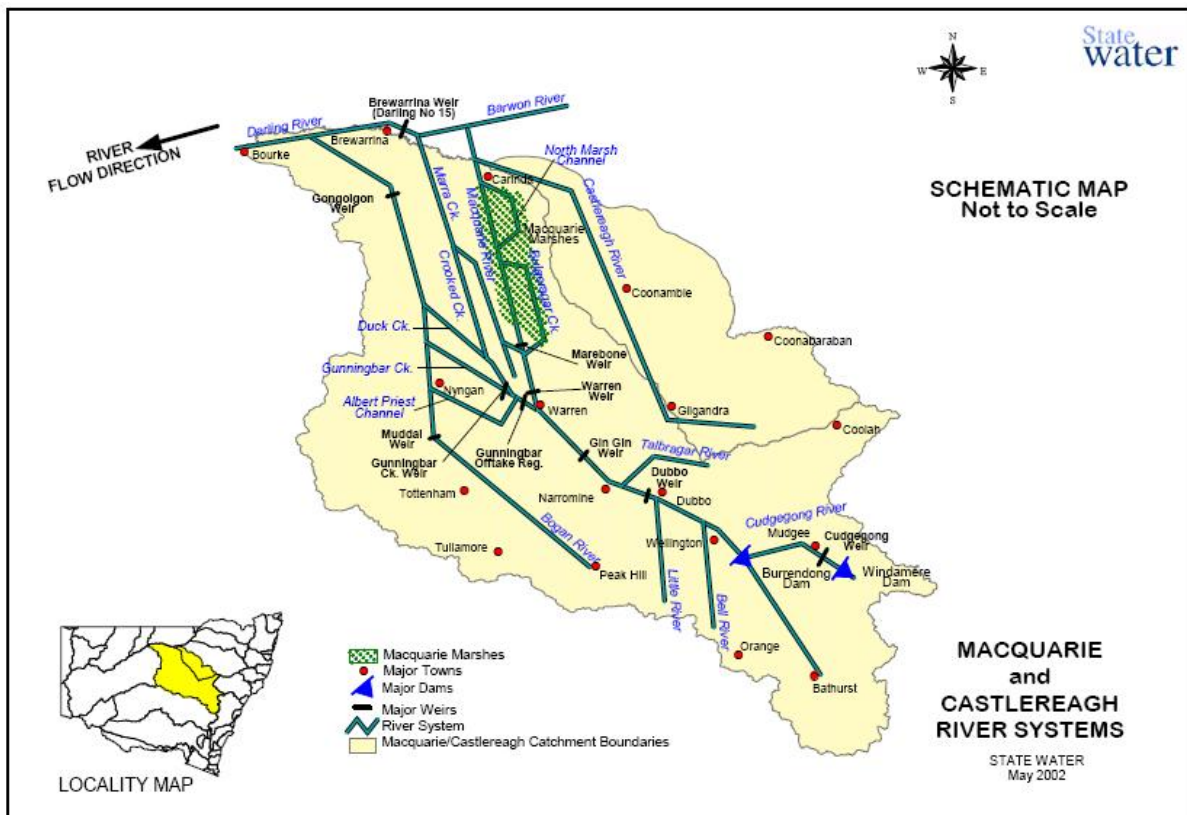 State
water
N
W
E
S
RIVER
FLOW DIRECTION
SCHEMATIC MAP
Not to Scale
Brewarrina Weir
(Darling No 15)
Barwon River
Darling River
Brewarrina
Bourke
North Marsh
Channel
Gongolgon
Weir
Marra Ck.
Carinda
Macquarie River
Macquarie
Marshes
Castlereagh River
Crooked Ck.
Bulgeragar Ck.
Coonamble
Coonabaraban
Duck Ck.
Marebone
Weir
Gunningbar Ck.
Nyngan
Warren
Weir
Albert Priest
Channel
Warren
Gilgandra
Coolah
Muddal
Weir
Gunningbar
Ck. Weir
Gunningbar
Offtake Reg.
Gin Gin
Weir
Talbragar River
Dubbo
Weir
Tottenham
Narromine
Dubbo
Cudgegong River
Bogan River
Wellington
Mudgee
Cudgegong
Weir
Tullamore
Peak Hill
Little River
Bell River
Burrendong
Dam
Windamere
Dam
Orange
Bathurst
LOCALITY MAP
Macquarie Marshes
Major Towns
Major Dams
Major Weirs
River System
Macquarie/Castlereagh Catchment Boundaries
MACQUARIE
and
CASTLEREAGH
RIVER SYSTEMS
STATE WATER
May 2002